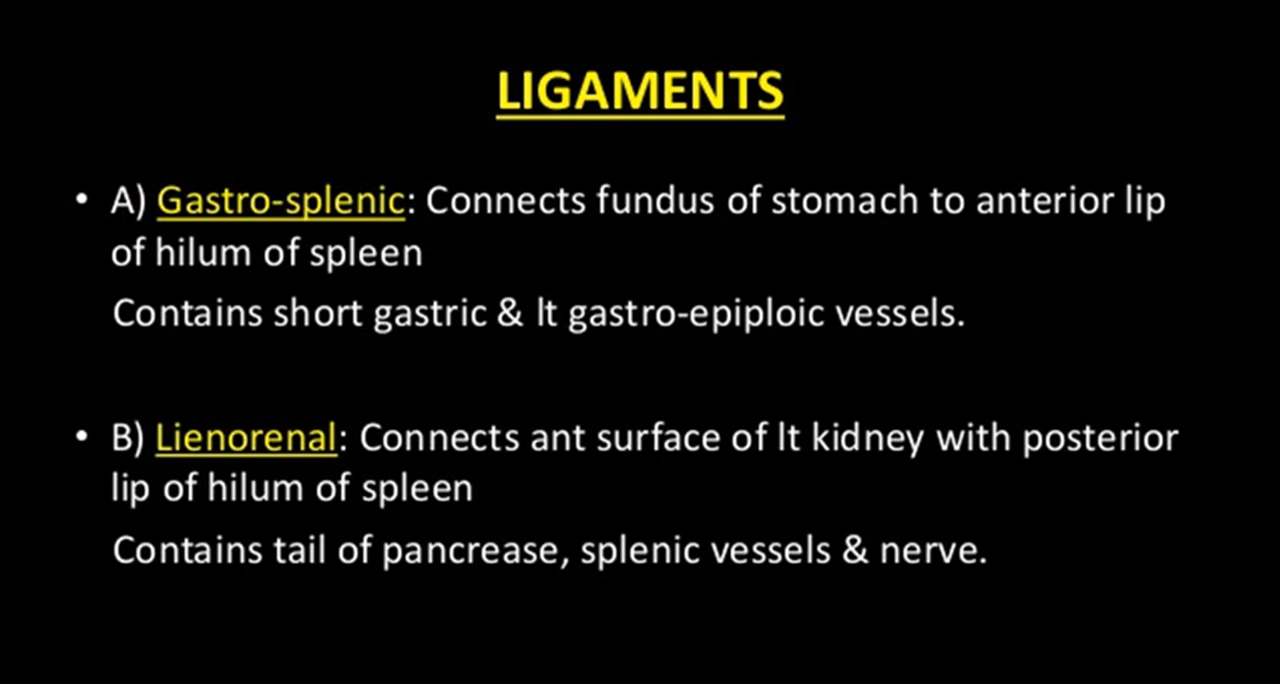 LIGAMENTS
• A) Gastro-splenic: Connects fundus of stomach to anterior lip
of hilum of spleen
Contains short gastric & lt gastro-epiploic vessels.
• B) Lienorenal: Connects ant surface of lt kidney with posterior
lip of hilum of spleen
Contains tail of pancrease, splenic vessels & nerve.